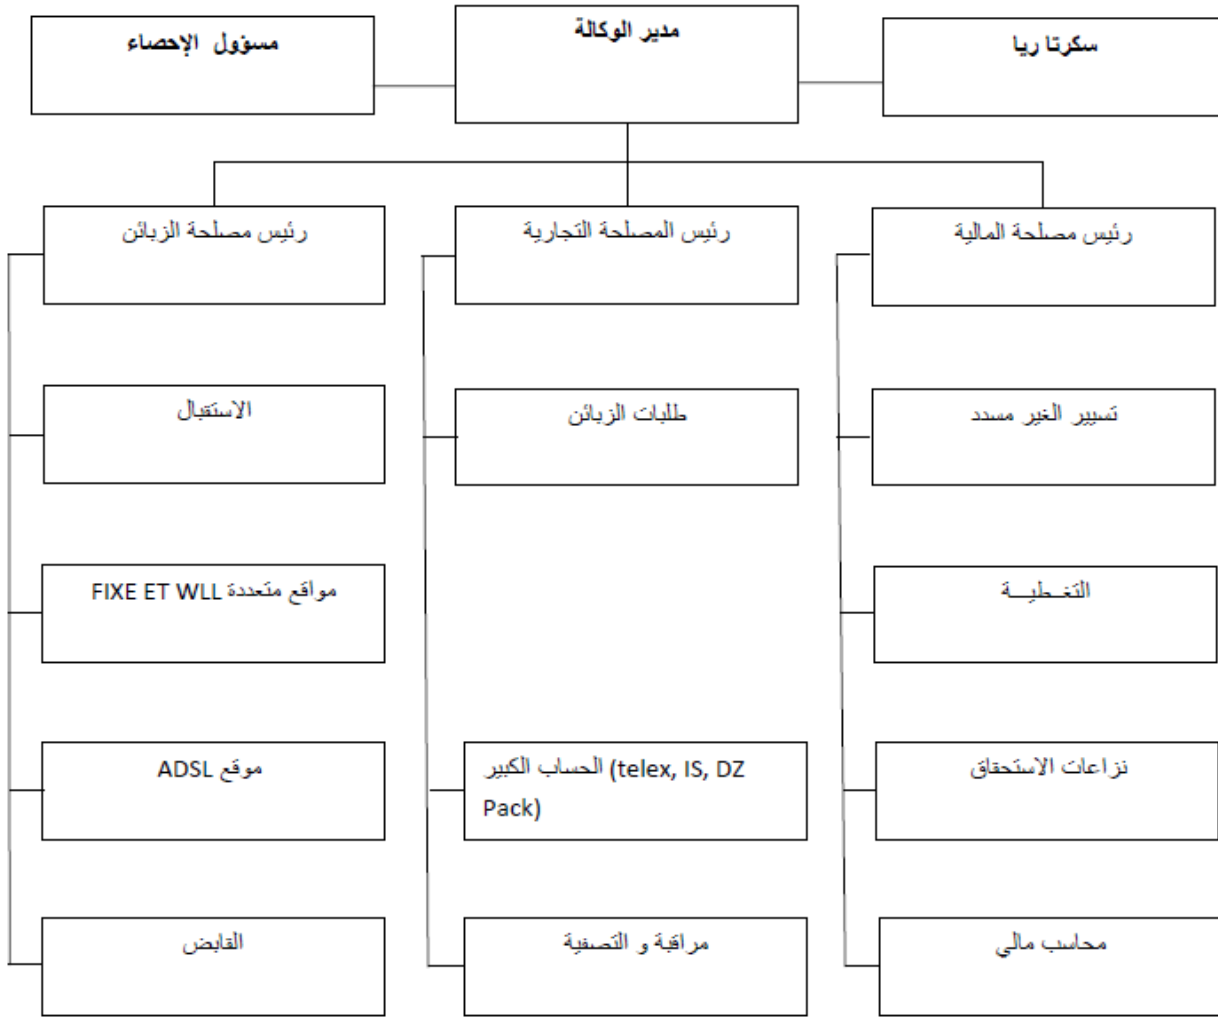 سكرتا ريا
مدير الوكالة
مسؤول الإحصاء
رئيس مصلحة المالية
رئيس المصلحة التجارية
رئيس مصلحة الزبائن
تسيير الغير مسدد
طلبات الزبائن
الاستقبال
التغـطيـــة
مواقع متعددة FIXE ET WLL
نزاعات الاستحقاق
الحساب الكبير (telex, IS, DZ
Pack)
موقع ADSL
محاسب مالي
مراقبة و التصفية
القابض